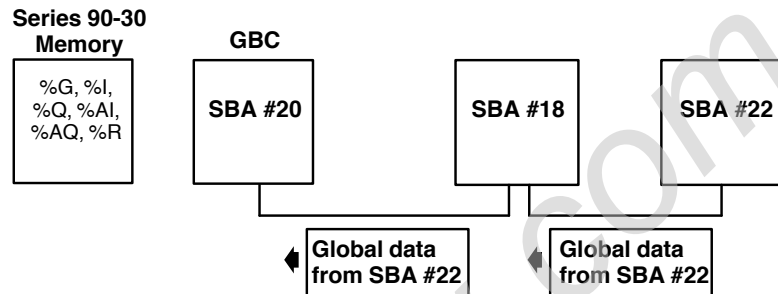 Series 90-30
Memory
GBC
%G, %I,
%Q, %AI,
%AQ, %R
SBA #20
SBA #18
SBA #22
Global data
from SBA #22
Global data
from SBA #22
com